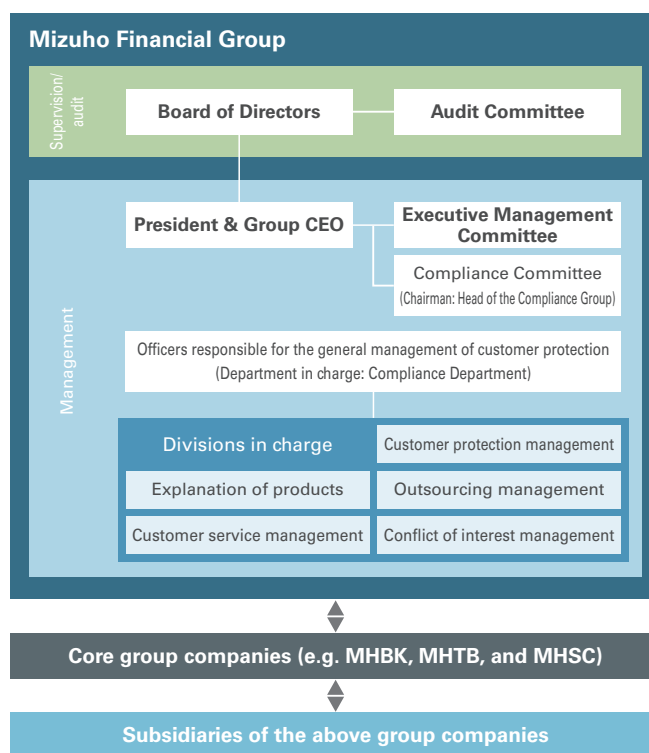 Mizuho Financial Group
Supervision/
audit
Board of Directors
Audit Committee
Management
President & Group CEO
Executive Management
Committee
Compliance Committee
(Chairman: Head of the Compliance Group)
Officers responsible for the general management of customer protection
(Department in charge: Compliance Department)
Divisions in charge
Customer protection management
Explanation of products
Outsourcing management
Customer service management
Conflict of interest management
Core group companies (e.g. MHBK, MHTB, and MHSC)
Subsidiaries of the above group companies